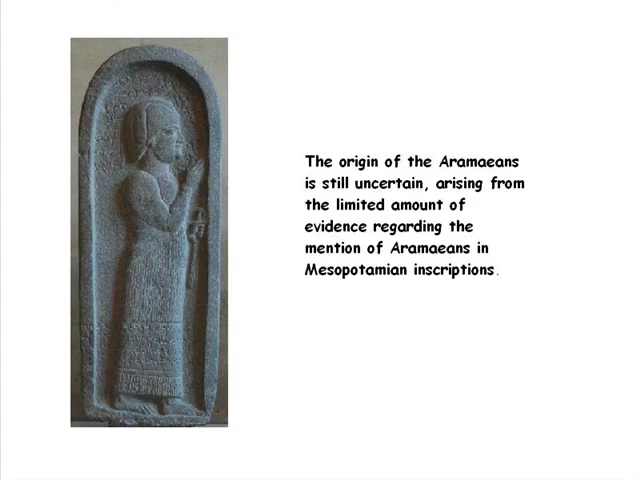 The origin of the Aramaeans
is still uncertain, arising from
the limited amount of
evidence regarding the
mention of Aramaeans in
Mesopotamian inscriptions.